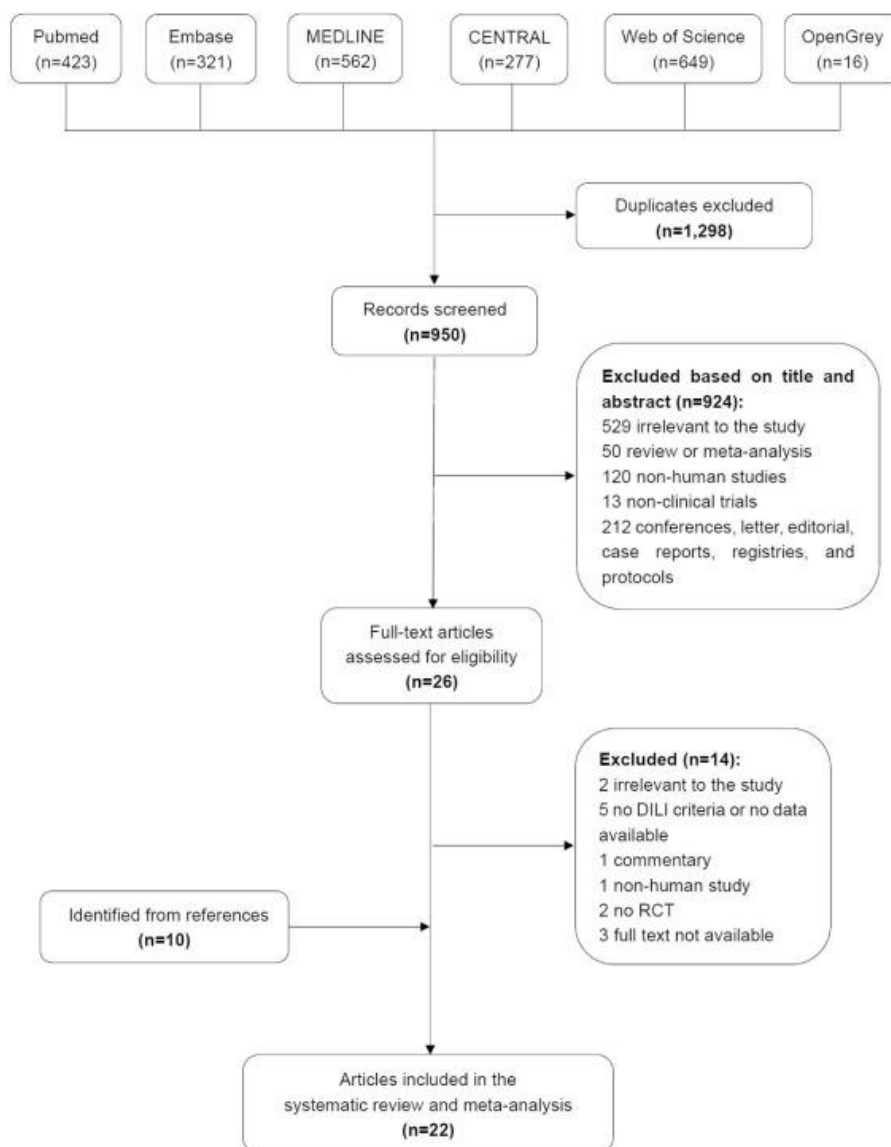 Pubmed
(n=423)
Embase
(n=321)
MEDLINE
(n=562)
CENTRAL
(n=277)
Web of Science
(n=649)
OpenGrey
(n=16)
Duplicates excluded
(n=1,298)
Records screened
(n=950)
Excluded based on title and
abstract (n=924):
529 irrelevant to the study
50 review or meta-analysis
120 non-human studies
13 non-clinical trials
212 conferences, letter, editorial,
case reports, registries, and
protocols
Full-text articles
assessed for eligibility
(n=26)
Excluded (n=14):
2 irrelevant to the study
5 no DILI criteria or no data
available
1 commentary
1 non-human study
2 no RCT
3 full text not available
Identified from references
(n=10)
Articles included in the
systematic review and meta-analysis
(n=22)